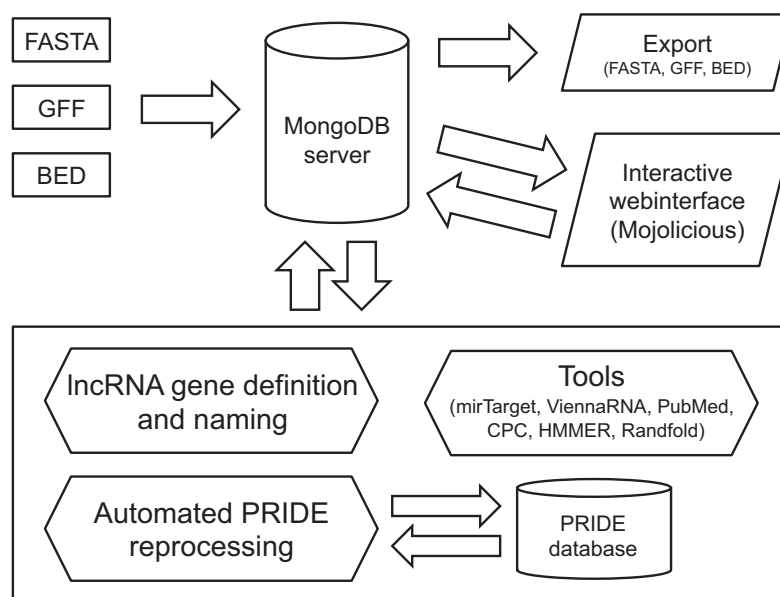 FASTA
GFF
BED
MongoDB
server
Export
(FASTA, GFF, BED)
Interactive
webinterface
(Mojolicious)
lncRNA gene definition
and naming
Tools
(mirTarget, ViennaRNA, PubMed,
CPC, HMMER, Randfold)
Automated PRIDE
reprocessing
PRIDE
database